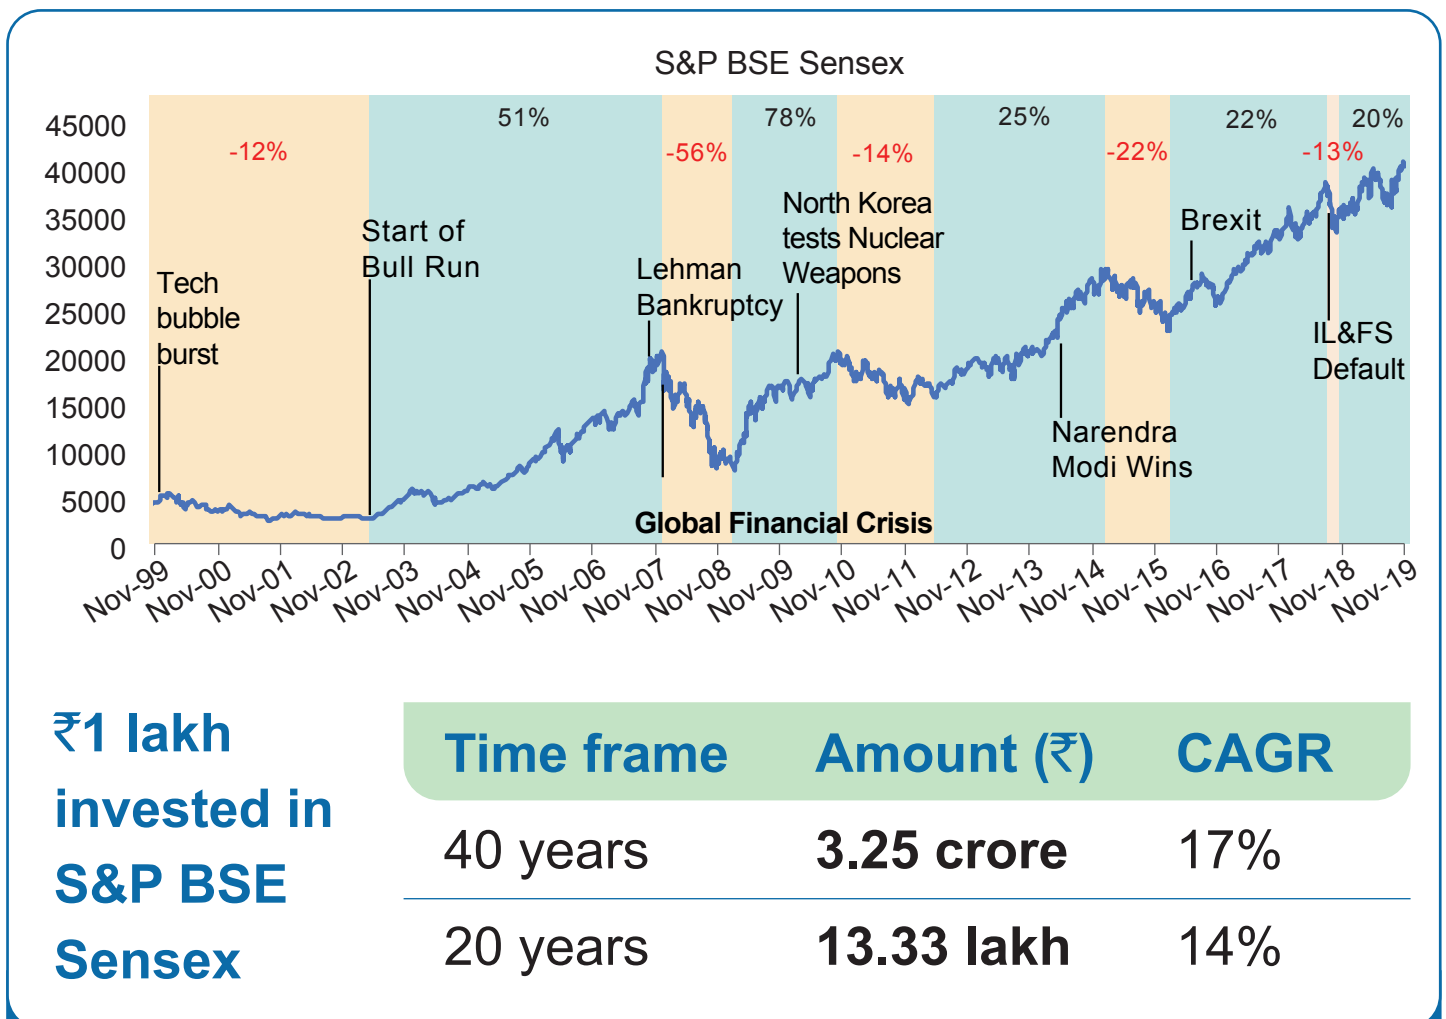 S&P BSE Sensex
51%
78%
25%
22%
20%
-12%
-56%
-14%
-22%
-13%
45000
40000
35000
30000
25000
20000
15000
10000
5000
0
Tech
bubble
burst
Start of
Bull Run
Lehman
Bankruptcy
North Korea
tests Nuclear
Weapons
Brexit
IL&FS
Default
Narendra
Modi Wins
Global Financial Crisis
Nov-99
Nov-00
Nov-01
Nov-02
Nov-03
Nov-04
Nov-05
Nov-06
Nov-07
Nov-08
Nov-09
Nov-10
Nov-11
Nov-12
Nov-13
Nov-14
Nov-15
Nov-16
Nov-17
Nov-18
Nov-19
₹1 lakh
invested in
S&P BSE
Sensex
Time frame Amount (₹) CAGR
40 years 3.25 crore 17%
20 years 13.33 lakh 14%